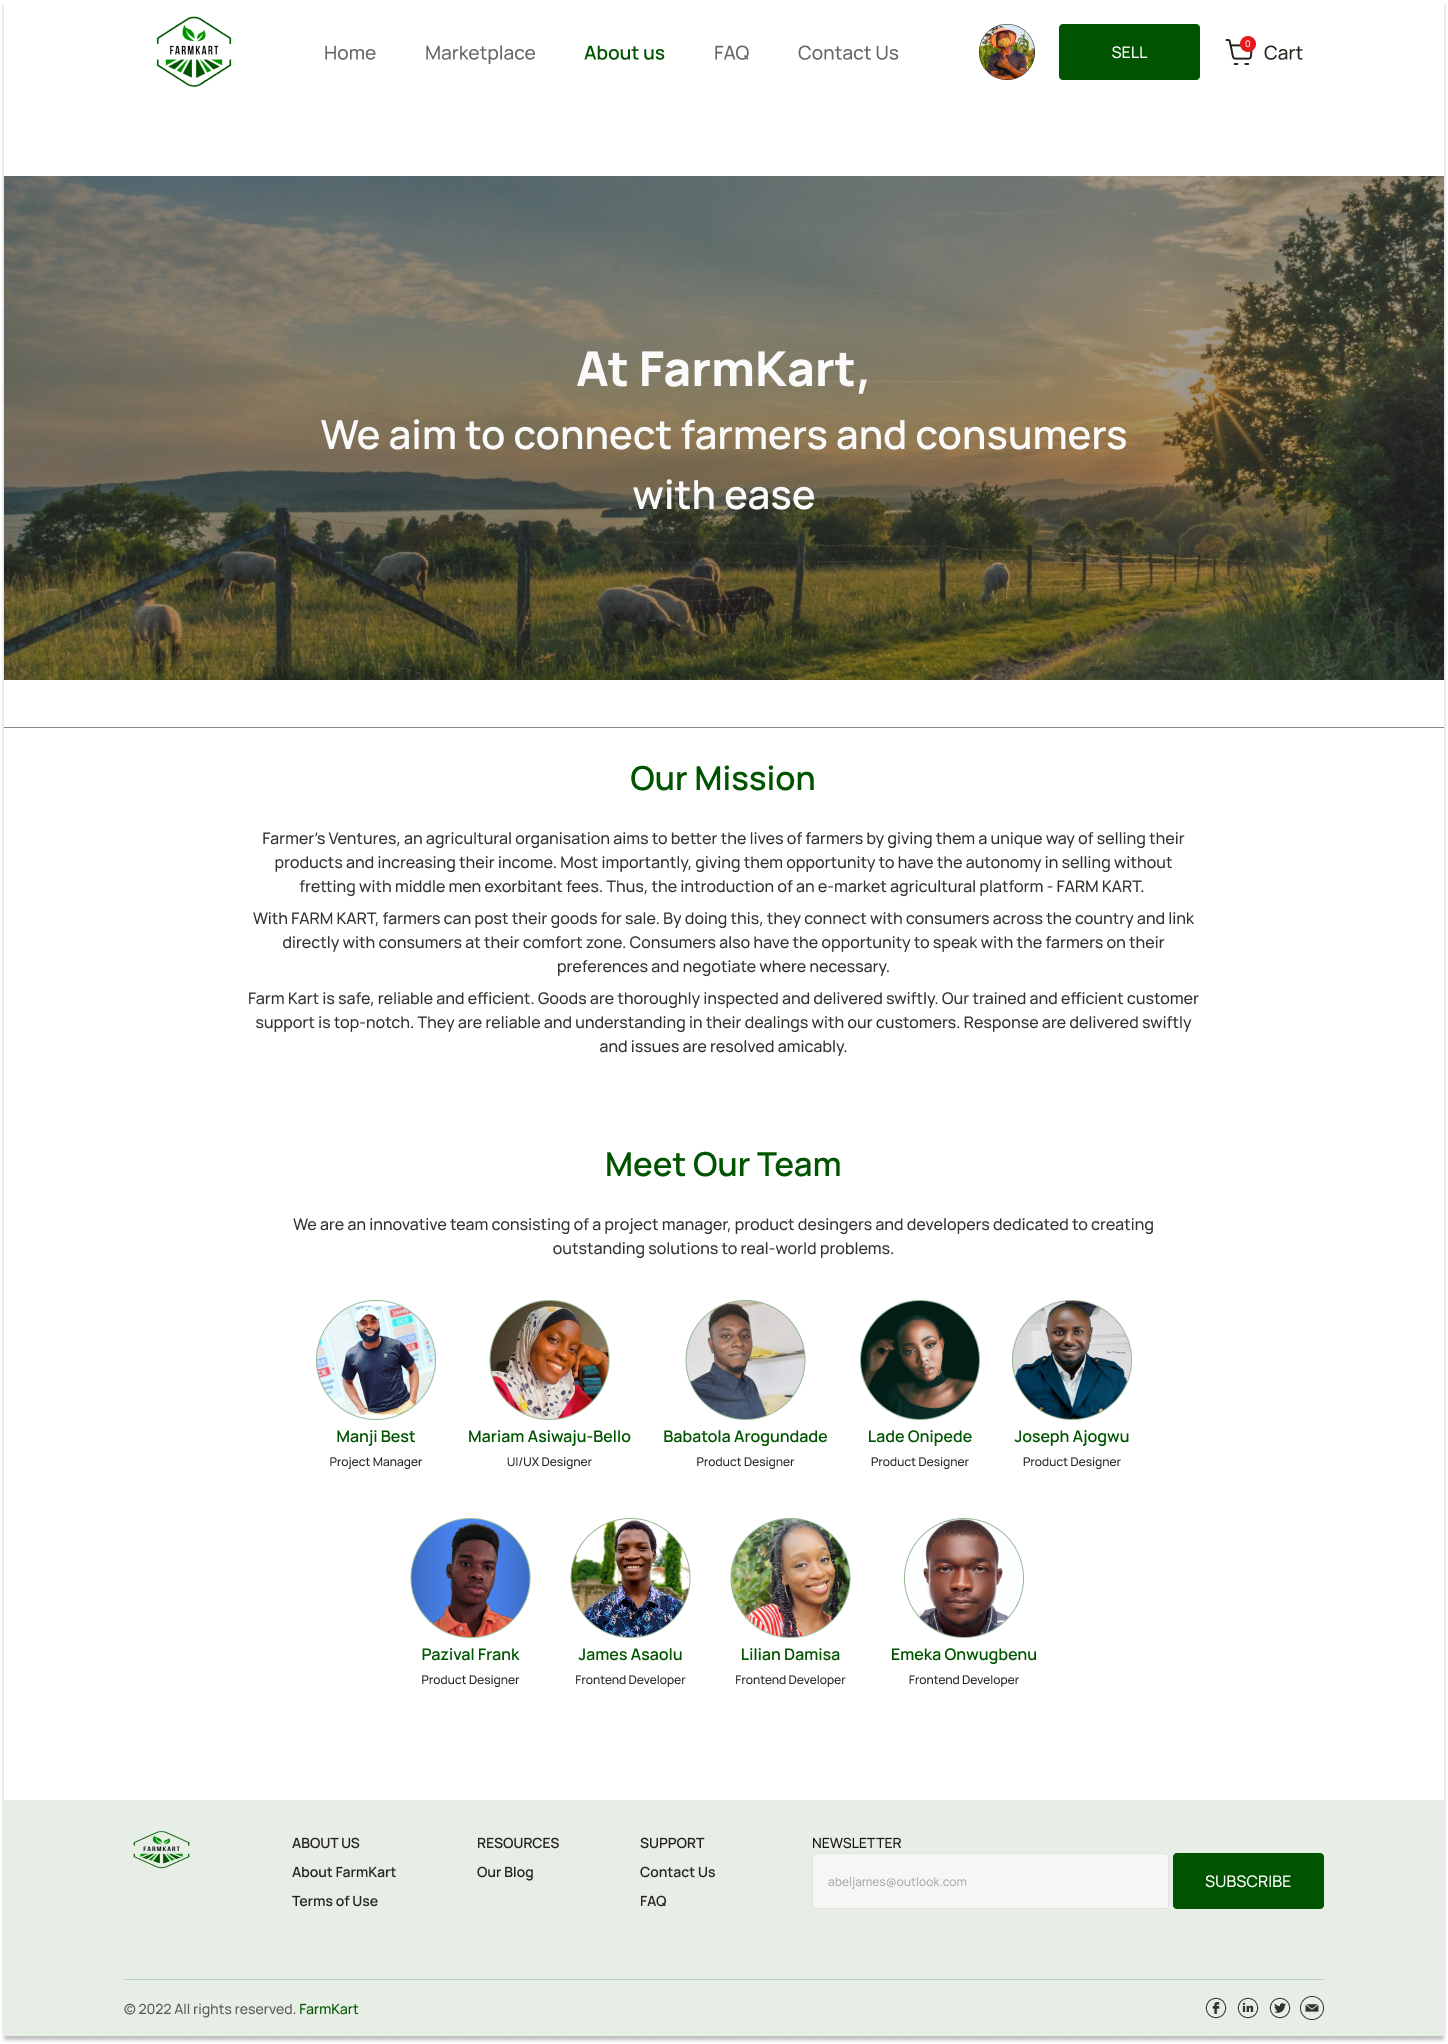 FARMKART
Home
Marketplace
About us
FAQ
Contact Us
SELL
0
Cart
At FarmKart,
We aim to connect farmers and consumers
with ease
Our Mission
Farmer's Ventures, an agricultural organisation aims to better the lives of farmers by giving them a unique way of selling their
products and increasing their income. Most importantly, giving them opportunity to have the autonomy in selling without
fretting with middle men exorbitant fees. Thus, the introduction of an e-market agricultural platform - FARM KART.
With FARM KART, farmers can post their goods for sale. By doing this, they connect with consumers across the country and link
directly with consumers at their comfort zone. Consumers also have the opportunity to speak with the farmers on their
preferences and negotiate where necessary.
Farm Kart is safe, reliable and efficient. Goods are thoroughly inspected and delivered swiftly. Our trained and efficient customer
support is top-notch. They are reliable and understanding in their dealings with our customers. Response are delivered swiftly
and issues are resolved amicably.
Meet Our Team
We are an innovative team consisting of a project manager, product desingers and developers dedicated to creating
outstanding solutions to real-world problems.
Manji Best
Project Manager
Mariam Asiwaju-Bello
UI/UX Designer
Babatola Arogundade
Product Designer
Lade Onipede
Product Designer
Joseph Ajogwu
Product Designer
Pazival Frank
Product Designer
James Asaolu
Frontend Developer
Lilian Damisa
Frontend Developer
Emeka Onwugbenu
Frontend Developer
FARMKART
ABOUT US
About FarmKart
Terms of Use
RESOURCES
Our Blog
SUPPORT
Contact Us
FAQ
NEWSLETTER
abeljames@outlook.com
SUBSCRIBE
© 2022 All rights reserved. FarmKart